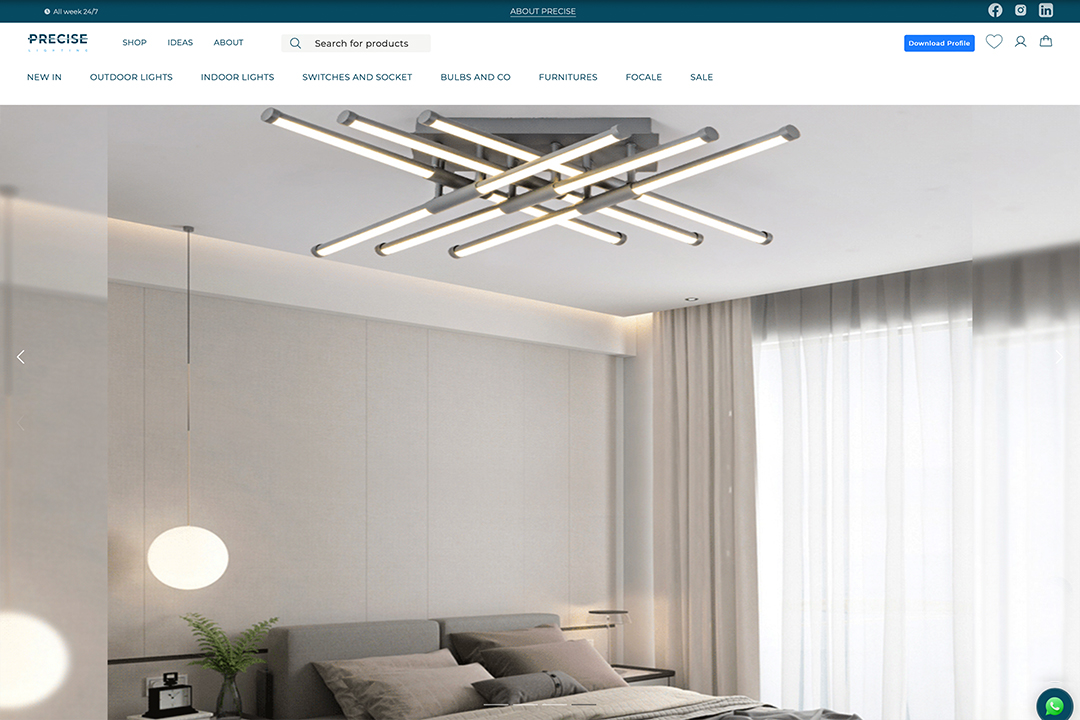 All week 24/7
ABOUT PRECISE
PRECISE
LIGHTING
SHOP IDEAS ABOUT
Search for products
Download Profile
NEW IN OUTDOOR LIGHTS INDOOR LIGHTS SWITCHES AND SOCKET BULBS AND CO FURNITURES FOCALE SALE